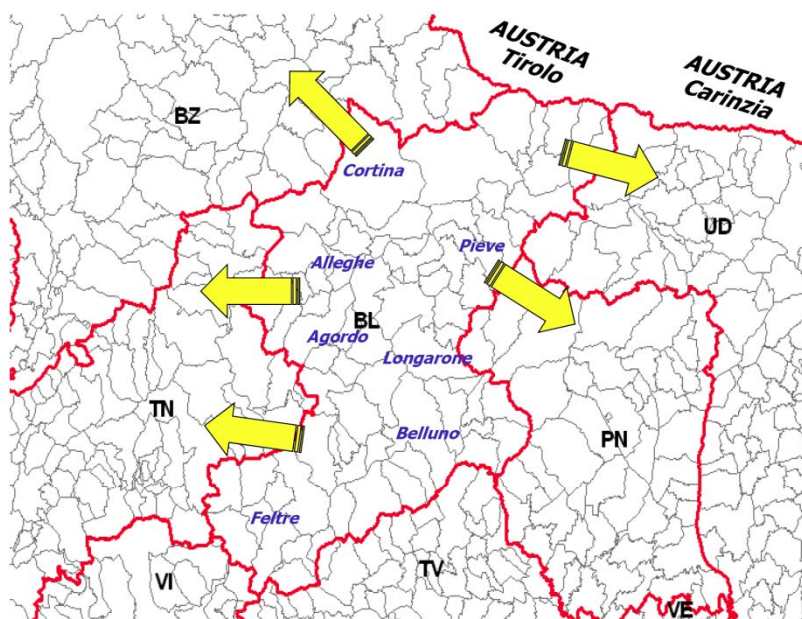 AUSTRIA
Tirolo
AUSTRIA
Carinzia
BZ
Cortina
UD
Pieve
Alleghe
BL
Agordo
Longarone
TN
Belluno
PN
Feltre
TV
VI
VE